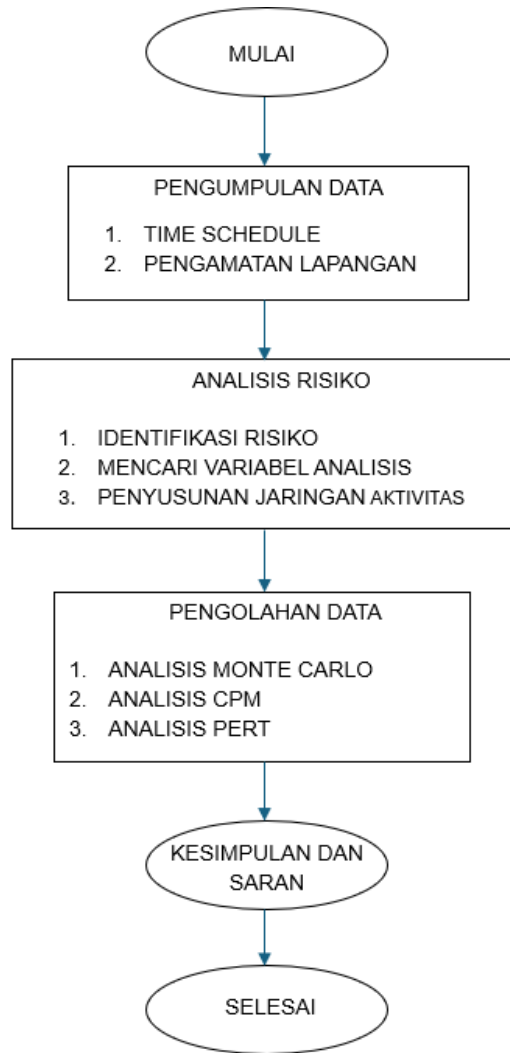 MULAI
PENGUMPULAN DATA
1. TIME SCHEDULE
2. PENGAMATAN LAPANGAN
ANALISIS RISIKO
1. IDENTIFIKASI RISIKO
2. MENCARI VARIABEL ANALISIS
3. PENYUSUNAN JARINGAN AKTIVITAS
PENGOLAHAN DATA
1. ANALISIS MONTE CARLO
2. ANALISIS CPM
3. ANALISIS PERT
KESIMPULAN DAN
SARAN
SELESAI